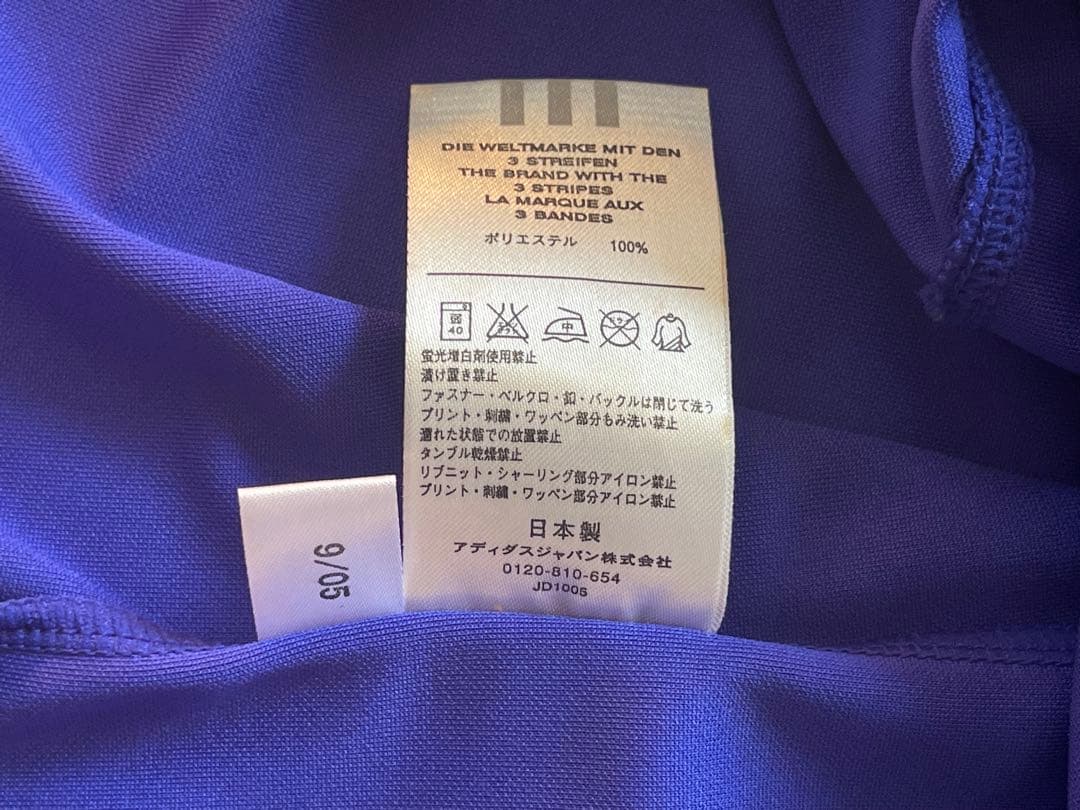 DIE WELTMARKE MIT DEN
3 STREIFEN
THE BRAND WITH THE
3 STRIPES
LA MARQUE AUX
3 BANDES
ポリエステル 100%
弱
40
中
ドライ
蛍光増白剤使用禁止
漬け置き禁止
ファスナー・ベルクロ・釦・バックルは閉じて洗う
プリント・刺繍・ワッペン部分もみ洗い禁止
濡れた状態での放置禁止
タンブル乾燥禁止
リブニット・シャーリング部分アイロン禁止
プリント・刺繍・ワッペン部分アイロン禁止
日本製
アディダスジャパン株式会社
0120-810-654
JD1005
9/05